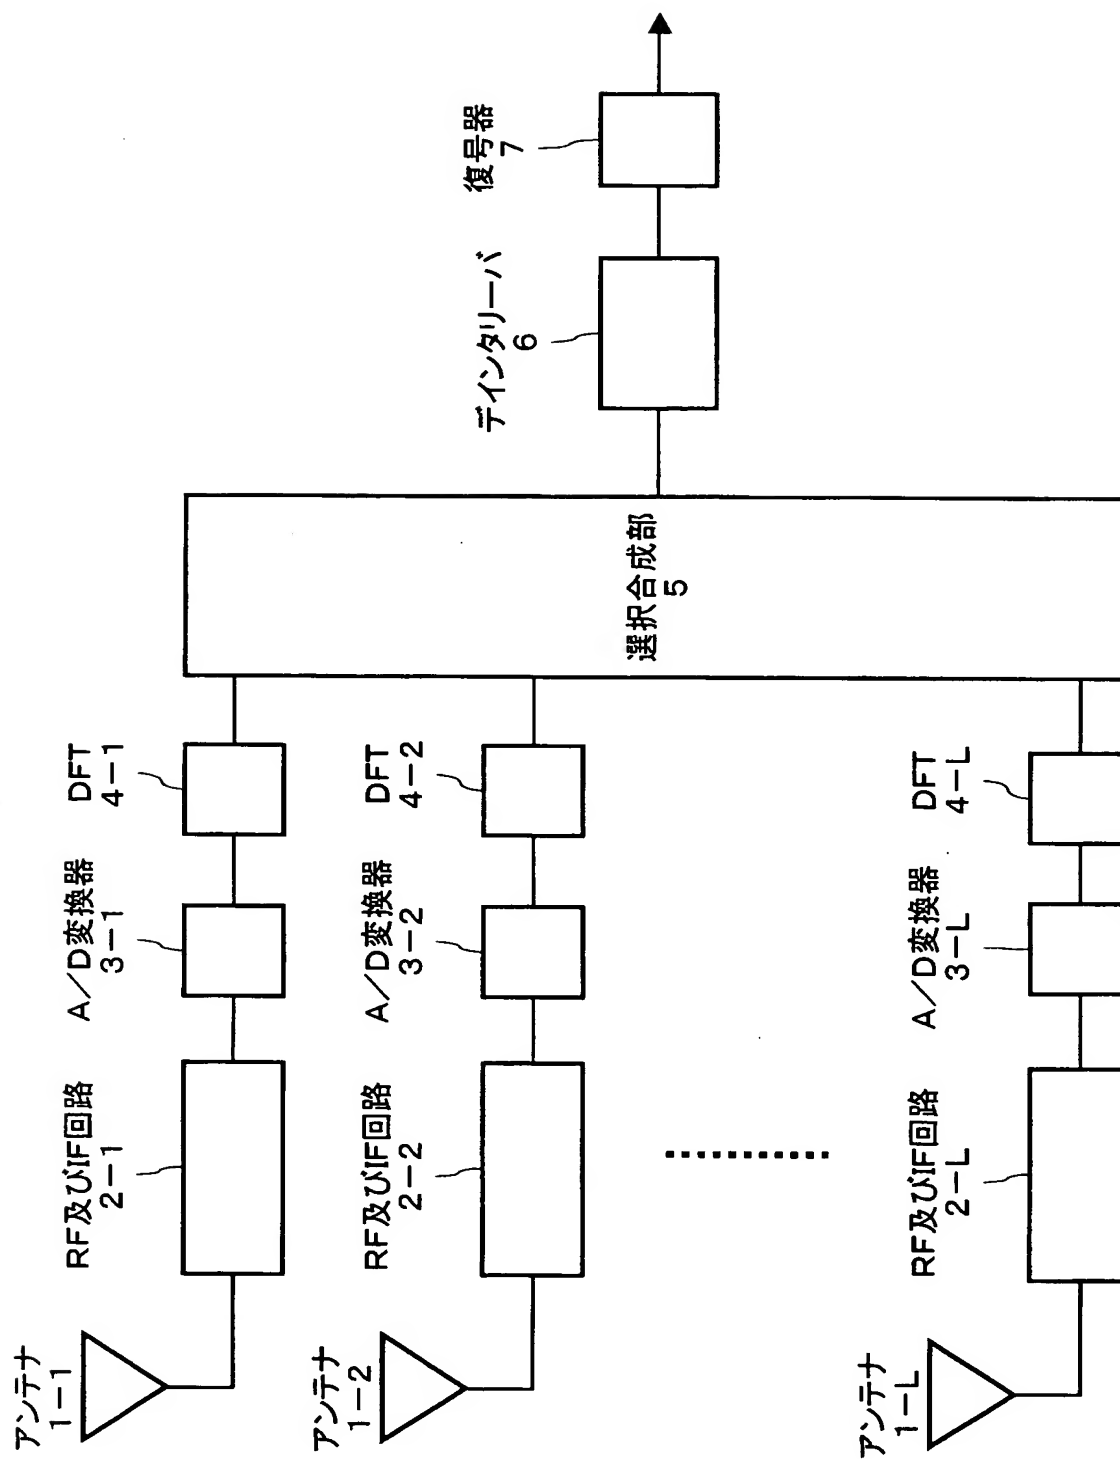 アンテナ
1-1
RF及びIF回路
2-1
A/D変換器
3-1
DFT
4-1
アンテナ
1-2
RF及びIF回路
2-2
A/D変換器
3-2
DFT
4-2
アンテナ
1-L
RF及びIF回路
2-L
A/D変換器
3-L
DFT
4-L
選択合成部
5
デインタリーバ
6
復号器
7